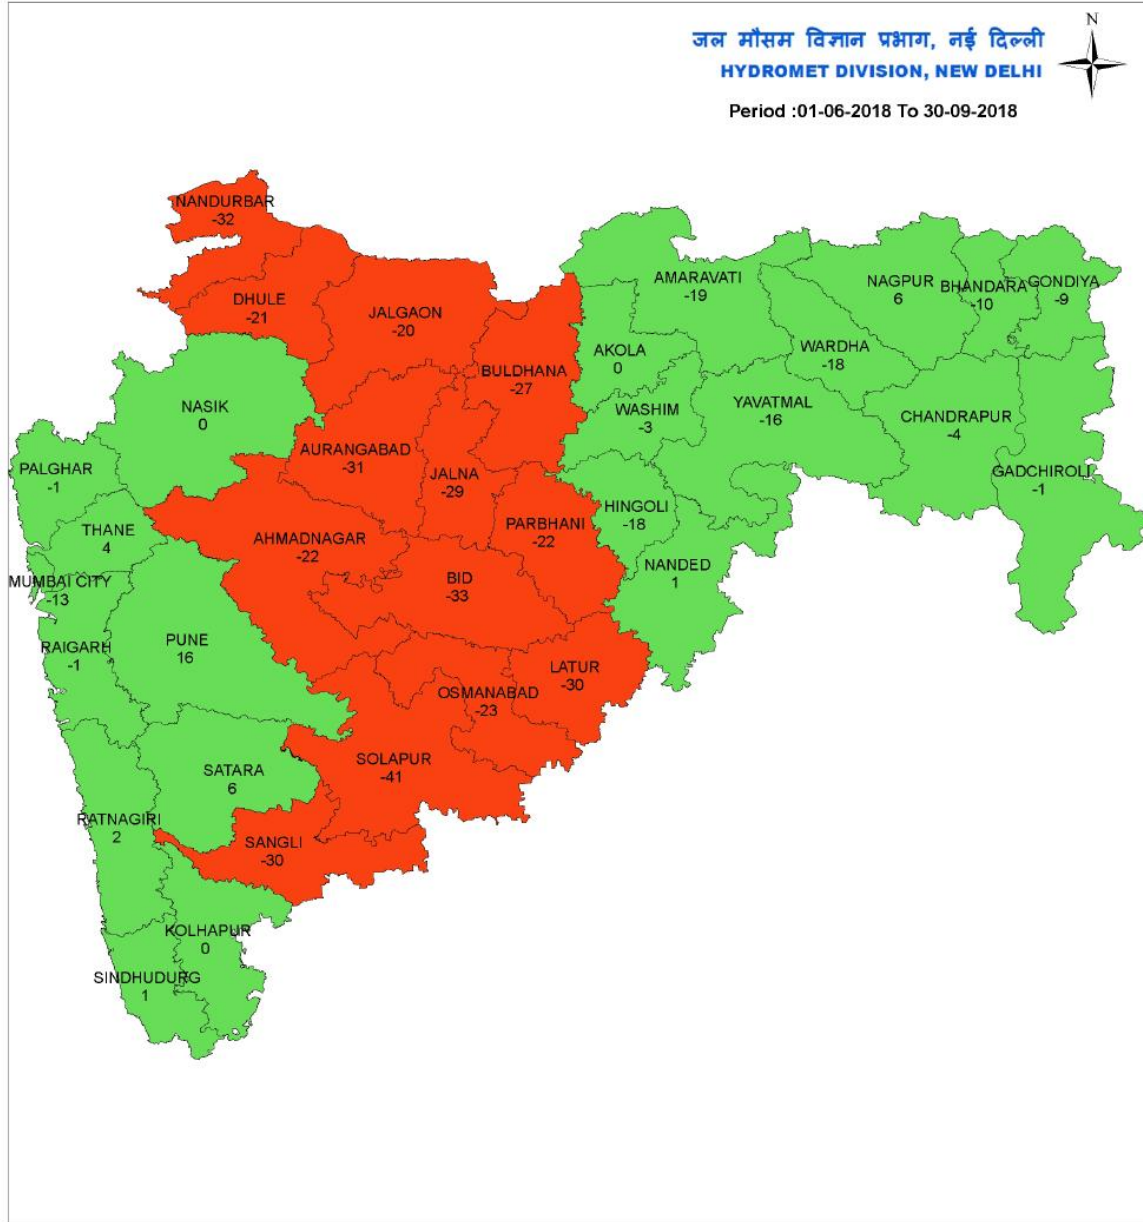 N
जल मौसम विज्ञान प्रभाग, नई दिल्ली
HYDROMET DIVISION, NEW DELHI
Period :01-06-2018 To 30-09-2018
NANDURBAR
-32
DHULE
-21
JALGAON
-20
BULDHANA
-27
AMARAVATI
-19
AKOLA
0
NAGPUR
6
BHANDARA
-10
GONDIYA
-9
WARDHA
-18
NASIK
0
AURANGABAD
-31
JALNA
-29
WASHIM
-3
YAVATMAL
-16
CHANDRAPUR
-4
GADCHIROLI
-1
PALGHAR
-1
THANE
4
AHMADNAGAR
-22
PARBHANI
-22
HINGOLI
-18
NANDED
1
MUMBAI CITY
-13
BID
-33
RAIGARH
-1
PUNE
16
LATUR
-30
OSMANABAD
-23
SATARA
6
SOLAPUR
-41
RATNAGIRI
2
SANGLI
-30
KOLHAPUR
0
SINDHUDURG
1